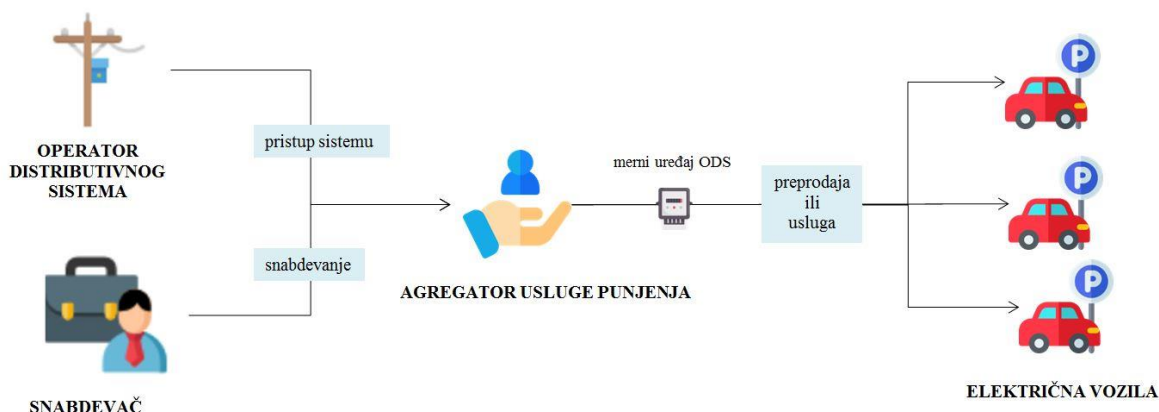 OPERATOR
DISTRIBUTIVNOG
SISTEMA
pristup sistemu
snabdevanje
SNABDEVAČ
AGREGATOR USLUGE PUNJENJA
merni uređaj ODS
preprodaja
ili
usluga
P
P
P
ELEKTRIČNA VOZILA